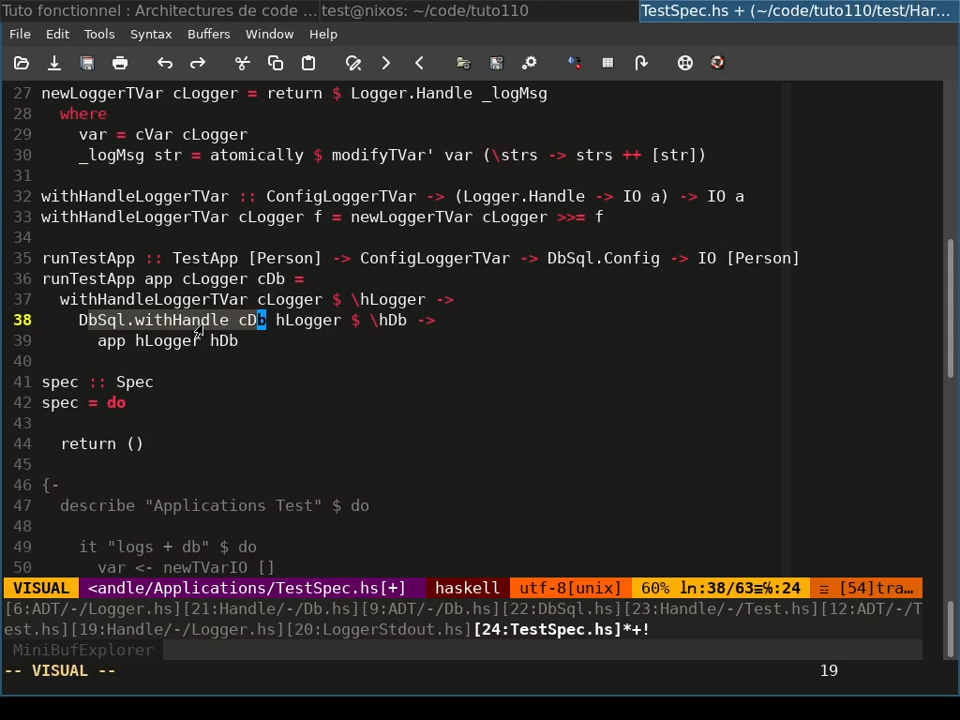 Tuto fonctionnel : Architectures de code ... test@nixos: ~/code/tuto110 TestSpec.hs + (~/code/tuto110/test/Har...
File Edit Tools Syntax Buffers Window Help
27 newLoggerTVar cLogger = return $ Logger.Handle _logMsg
28 where
29 var = cVar cLogger
30 _logMsg str = atomically $ modifyTVar' var (\strs -> strs ++ [str])
31
32 withHandleLoggerTVar :: ConfigLoggerTVar -> (Logger.Handle -> IO a) -> IO a
33 withHandleLoggerTVar cLogger f = newLoggerTVar cLogger >>= f
34
35 runTestApp :: TestApp [Person] -> ConfigLoggerTVar -> DbSql.Config -> IO [Person]
36 runTestApp app cLogger cDb =
37 withHandleLoggerTVar cLogger $ \hLogger ->
38 DbSql.withHandle cDb hLogger $ \hDb ->
39 app hLogger hDb
40
41 spec :: Spec
42 spec = do
43
44 return ()
45
46 {-
47 describe "Applications Test" $ do
48
49 it "logs + db" $ do
50 var <- newTVarIO []
VISUAL <andle/Applications/TestSpec.hs[+] haskell utf-8[unix] 60% ln:38/63≡℅:24 ☲ [54]tra...
[6:ADT/-/Logger.hs][21:Handle/-/Db.hs][9:ADT/-/Db.hs][22:DbSql.hs][23:Handle/-/Test.hs][12:ADT/-/T
est.hs][19:Handle/-/Logger.hs][20:LoggerStdout.hs][24:TestSpec.hs]*+!
MiniBufExplorer
-- VISUAL -- 19